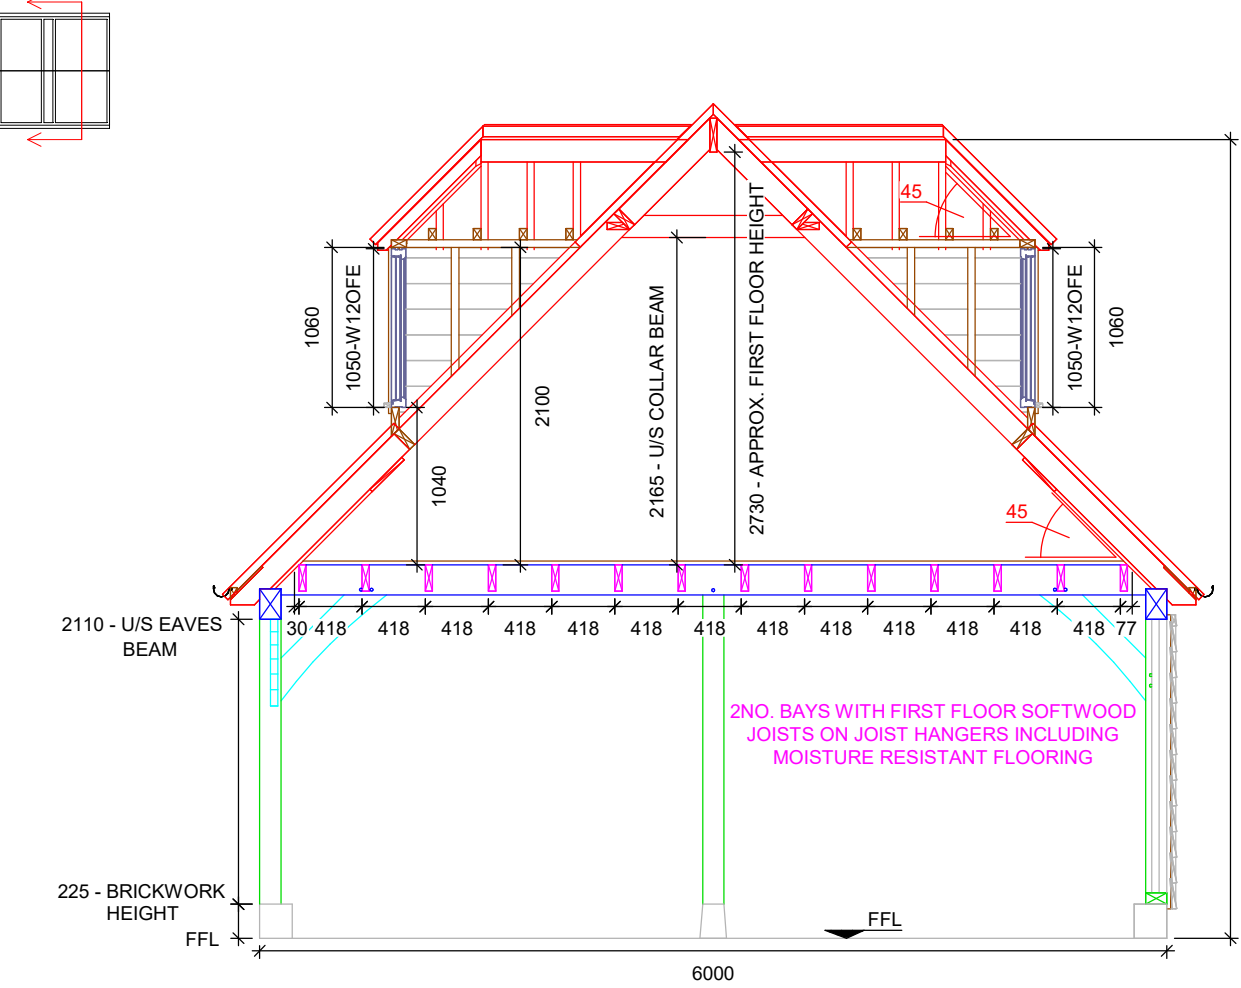 45
1060
1050-W12OFE
2100
1040
2165 - U/S COLLAR BEAM
2730 - APPROX. FIRST FLOOR HEIGHT
1050-W12OFE
1060
45
2110 - U/S EAVES
BEAM
30 418 418 418 418 418 418 418 418 418 418 418 418 418 77
2NO. BAYS WITH FIRST FLOOR SOFTWOOD
JOISTS ON JOIST HANGERS INCLUDING
MOISTURE RESISTANT FLOORING
225 - BRICKWORK
HEIGHT
FFL
FFL
6000